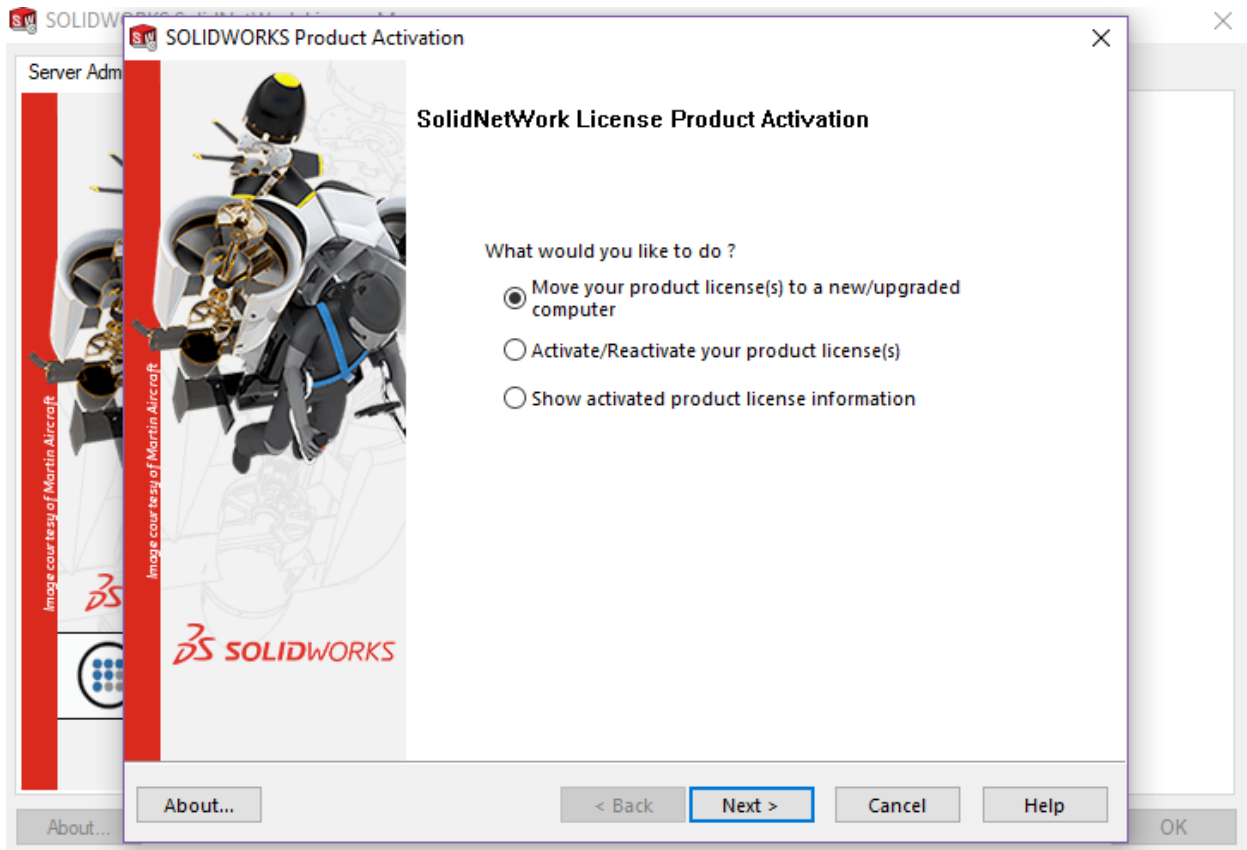 SOLIDWORKS Product Activation
Server Adm
SolidNetWork License Product Activation
What would you like to do ?
Move your product license(s) to a new/upgraded
computer
Activate/Reactivate your product license(s)
Show activated product license information
Image courtesy of Martin Aircraft
Image courtesy of Martin Aircraft
DS
DS SOLIDWORKS
About...
< Back
Next >
Cancel
Help
About...
OK